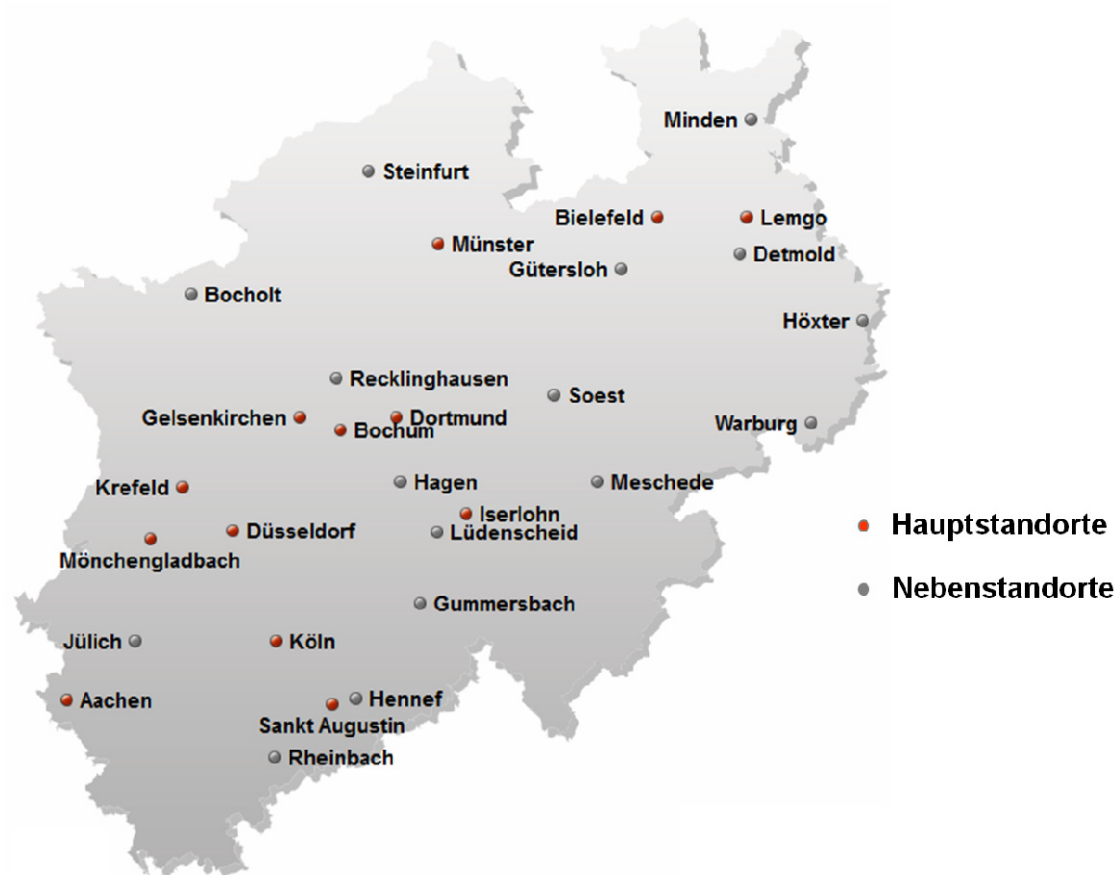 Minden
Steinfurt
Bielefeld
Lemgo
Münster
Detmold
Gütersloh
Bocholt
Höxter
Recklinghausen
Soest
Gelsenkirchen
Dortmund
Bochum
Warburg
Hagen
Meschede
Krefeld
Iserlohn
Hauptstandorte
Düsseldorf
Lüdenscheid
Mönchengladbach
Nebenstandorte
Gummersbach
Jülich
Köln
Aachen
Hennef
Sankt Augustin
Rheinbach